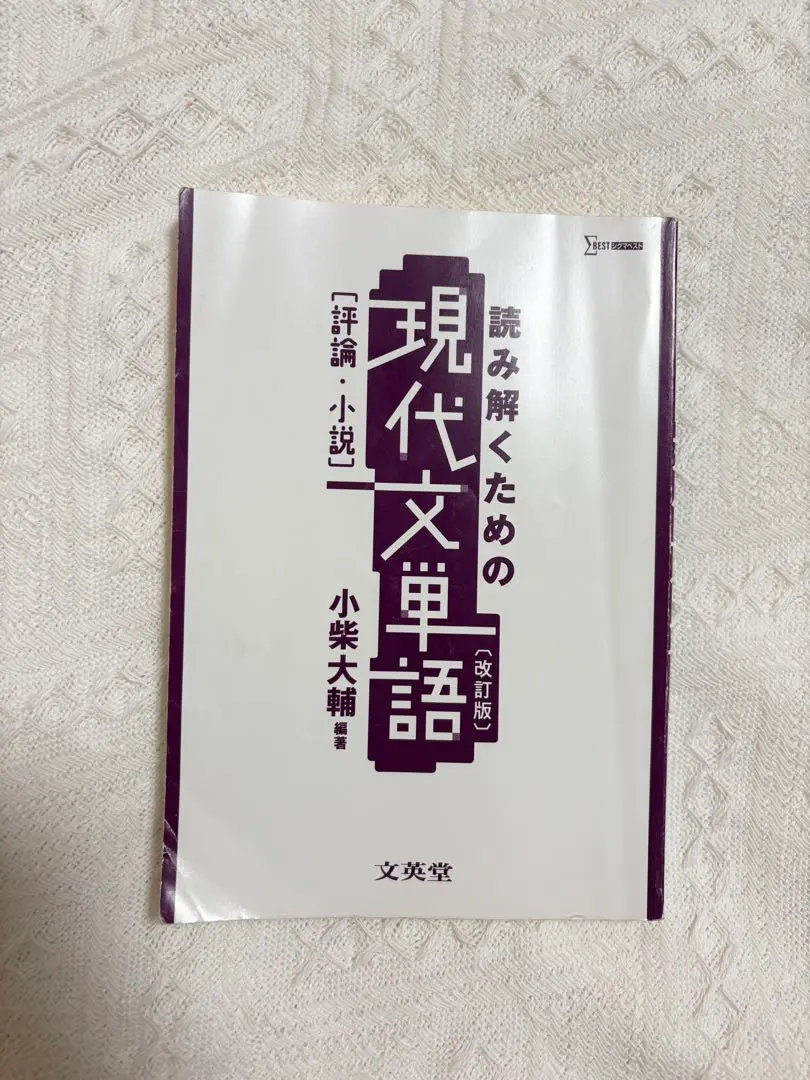 ΣBEST シグマベスト
読み解くための
現代文単語
〔改訂版〕
［評論・小説］
小柴大輔 編著
文英堂